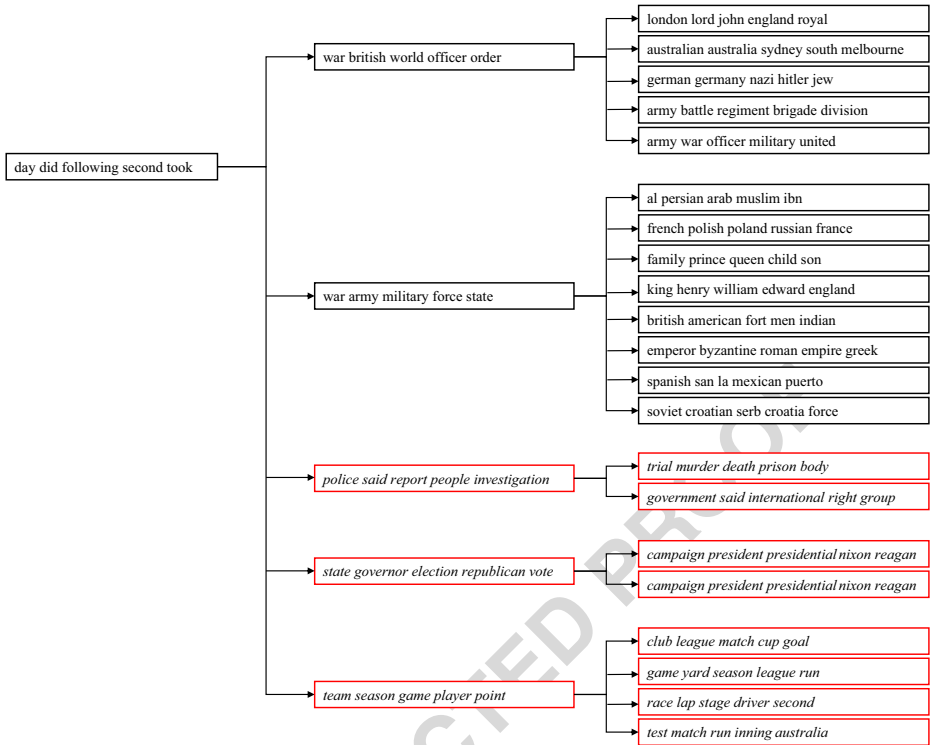 london lord john england royal
war british world officer order
australian australia sydney south melbourne
german germany nazi hitler jew
army battle regiment brigade division
army war officer military united
day did following second took
al persian arab muslim ibn
french polish poland russian france
family prince queen child son
war army military force state
king henry william edward england
british american fort men indian
emperor byzantine roman empire greek
spanish san la mexican puerto
soviet croatian serb croatia force
police said report people investigation
trial murder death prison body
government said international right group
state governor election republican vote
campaign president presidential nixon reagan
campaign president presidential nixon reagan
team season game player point
club league match cup goal
game yard season league run
race lap stage driver second
test match run inning australia